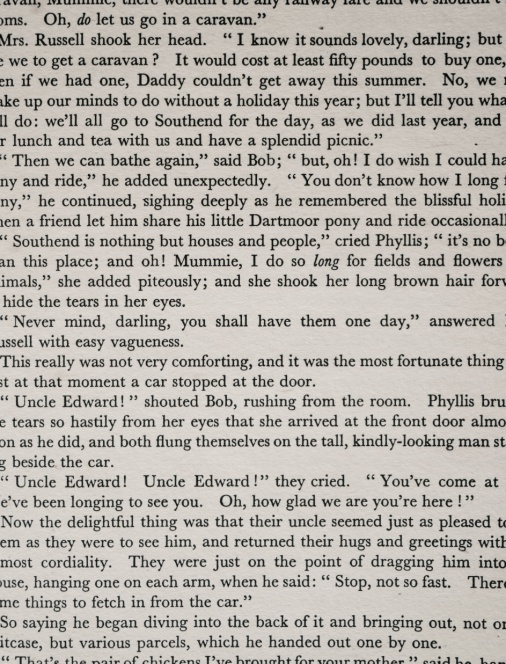 avan, Mummie, there wouldn't be any railway fare and we shouldn't
oms. Oh, do let us go in a caravan.”
Mrs. Russell shook her head. “ I know it sounds lovely, darling; but
e we to get a caravan ? It would cost at least fifty pounds to buy one,
en if we had one, Daddy couldn't get away this summer. No, we
ake up our minds to do without a holiday this year; but I'll tell you wha
ll do: we'll all go to Southend for the day, as we did last year, and
r lunch and tea with us and have a splendid picnic.”
“ Then we can bathe again,” said Bob; “ but, oh! I do wish I could ha
ny and ride,” he added unexpectedly. “ You don't know how I long f
ny,” he continued, sighing deeply as he remembered the blissful holi
hen a friend let him share his little Dartmoor pony and ride occasionall
“ Southend is nothing but houses and people,” cried Phyllis; “ it's no b
an this place; and oh! Mummie, I do so long for fields and flowers
imals,” she added piteously; and she shook her long brown hair forv
hide the tears in her eyes.
“ Never mind, darling, you shall have them one day,” answered
ussell with easy vagueness.
This really was not very comforting, and it was the most fortunate thing
st at that moment a car stopped at the door.
“ Uncle Edward! ” shouted Bob, rushing from the room. Phyllis bru
e tears so hastily from her eyes that she arrived at the front door almo
on as he did, and both flung themselves on the tall, kindly-looking man st
g beside the car.
“ Uncle Edward! Uncle Edward!” they cried. “ You've come at
e've been longing to see you. Oh, how glad we are you're here ! ”
Now the delightful thing was that their uncle seemed just as pleased t
em as they were to see him, and returned their hugs and greetings with
most cordiality. They were just on the point of dragging him into
ouse, hanging one on each arm, when he said: “ Stop, not so fast. There
me things to fetch in from the car.”
So saying he began diving into the back of it and bringing out, not on
itcase, but various parcels, which he handed out one by one.
“ That's the pair of chickens I've brought for your mother,” said he, han